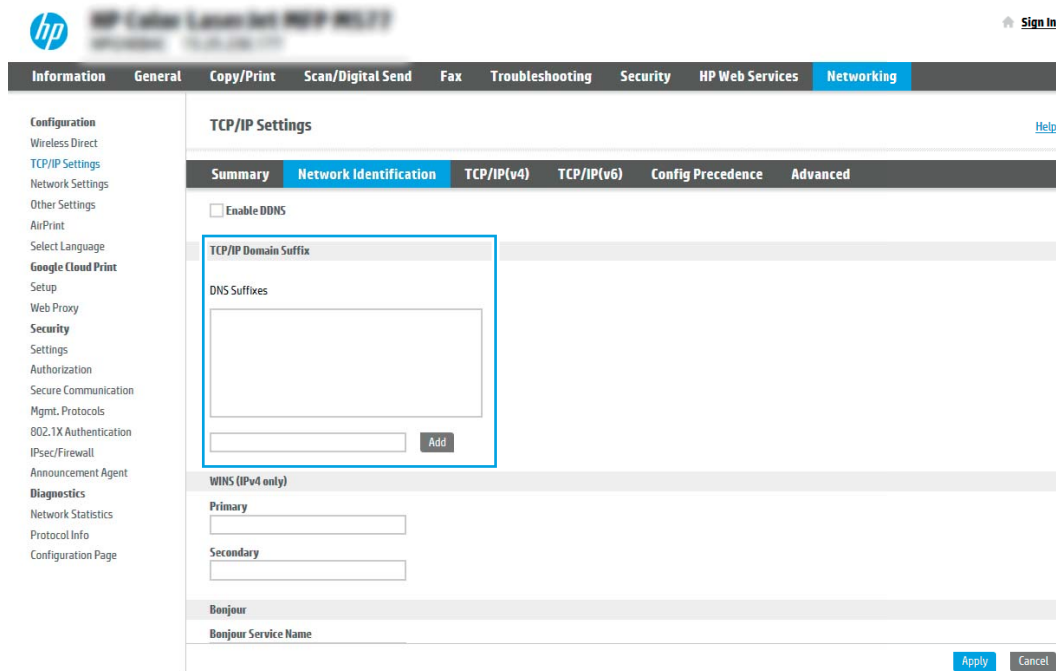 hp
Sign In
Information General Copy/Print Scan/Digital Send Fax Troubleshooting Security HP Web Services Networking
Configuration
Wireless Direct
TCP/IP Settings
Network Settings
Other Settings
AirPrint
Select Language
Google Cloud Print
Setup
Web Proxy
Security
Settings
Authorization
Secure Communication
Mgmt. Protocols
802.1X Authentication
IPsec/Firewall
Announcement Agent
Diagnostics
Network Statistics
Protocol Info
Configuration Page
TCP/IP Settings
Help
Summary Network Identification TCP/IP(v4) TCP/IP(v6) Config Precedence Advanced
Enable DDNS
TCP/IP Domain Suffix
DNS Suffixes
Add
WINS (IPv4 only)
Primary
Secondary
Bonjour
Bonjour Service Name
Apply Cancel